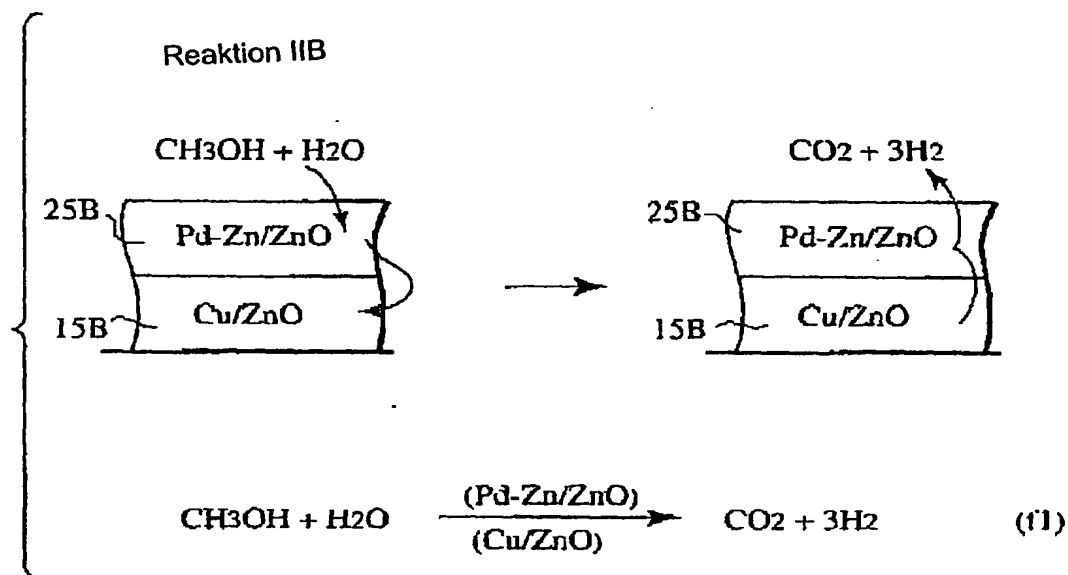 Reaktion IIB
CH3OH + H2O
CO2 + 3H2
25B
Pd-Zn/ZnO
25B
Pd-Zn/ZnO
15B
Cu/ZnO
15B
Cu/ZnO
CH3OH + H2O (Pd-Zn/ZnO) CO2 + 3H2 (f1)
(Cu/ZnO)